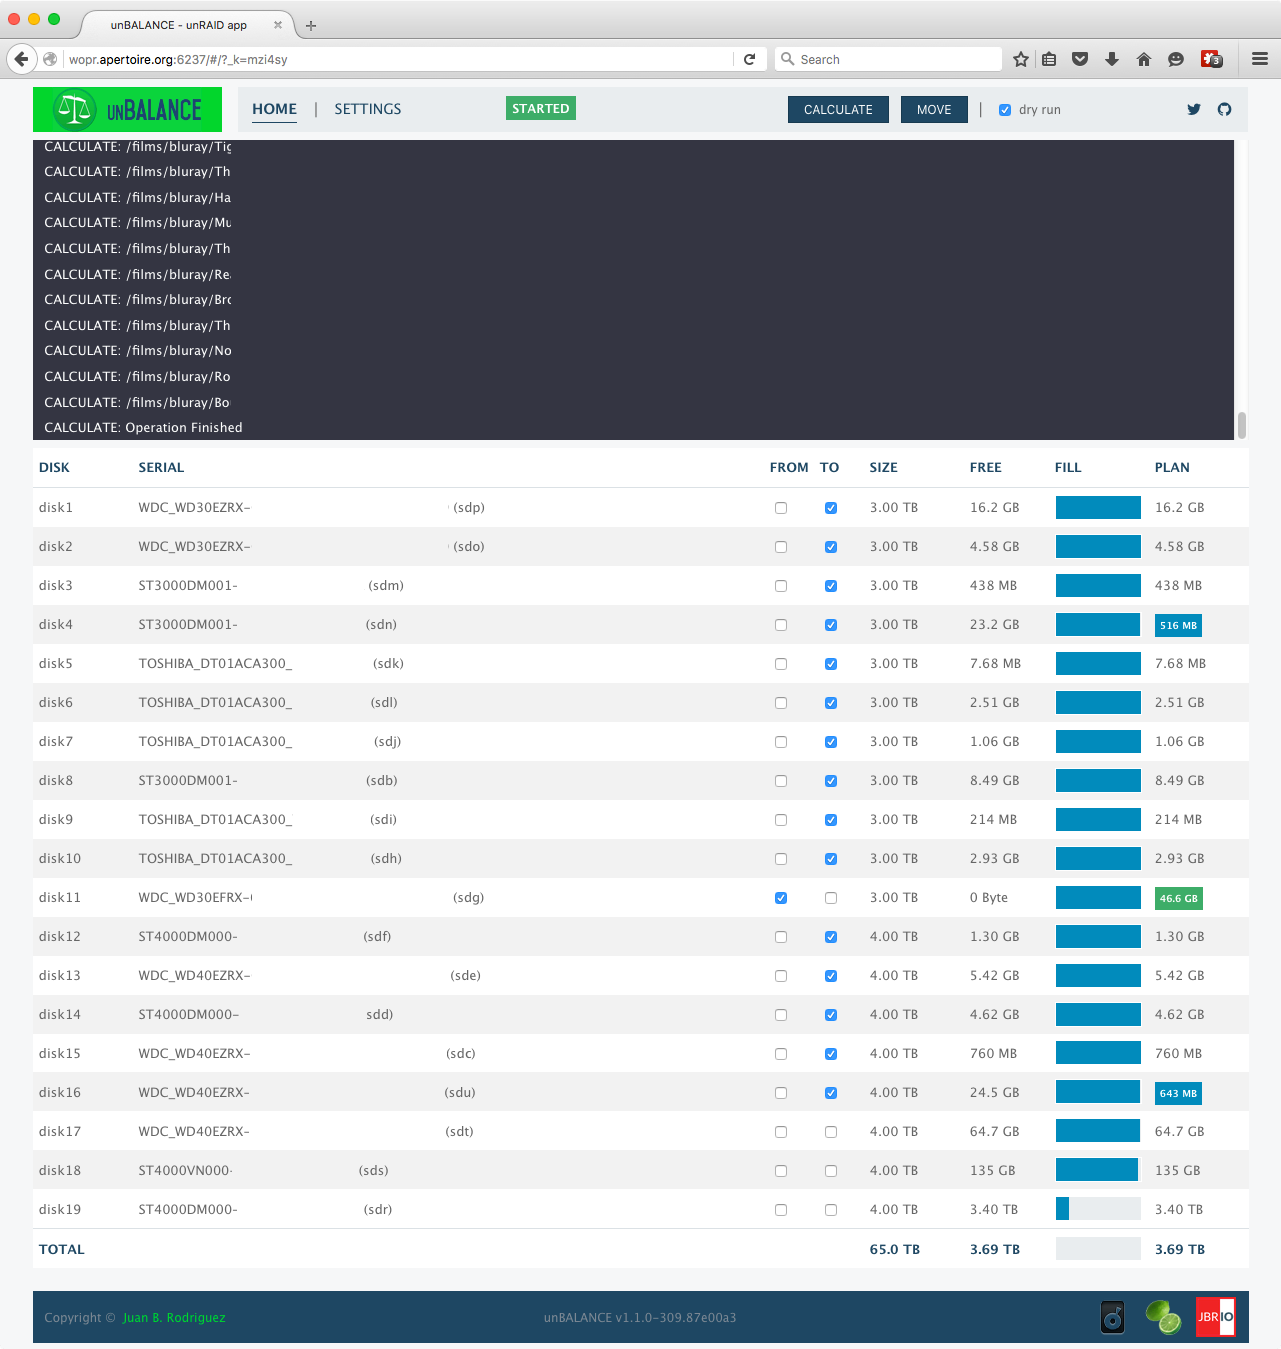 unBALANCE - unRAID app
wopr.apertoire.org:6237/#/?_k=mzi4sy
Search
3
unBALANCE
HOME | SETTINGS
STARTED
CALCULATE
MOVE
|
dry run
CALCULATE: /films/bluray/Tig
CALCULATE: /films/bluray/Th
CALCULATE: /films/bluray/Ha
CALCULATE: /films/bluray/Mu
CALCULATE: /films/bluray/Th
CALCULATE: /films/bluray/Re
CALCULATE: /films/bluray/Bro
CALCULATE: /films/bluray/Th
CALCULATE: /films/bluray/No
CALCULATE: /films/bluray/Ro
CALCULATE: /films/bluray/Bo
CALCULATE: Operation Finished
DISK SERIAL FROM TO SIZE FREE FILL PLAN
disk1 WDC_WD30EZRX- (sdp) 3.00 TB 16.2 GB 16.2 GB
disk2 WDC_WD30EZRX- (sdo) 3.00 TB 4.58 GB 4.58 GB
disk3 ST3000DM001- (sdm) 3.00 TB 438 MB 438 MB
disk4 ST3000DM001- (sdn) 3.00 TB 23.2 GB 516 MB
disk5 TOSHIBA_DT01ACA300_ (sdk) 3.00 TB 7.68 MB 7.68 MB
disk6 TOSHIBA_DT01ACA300_ (sdl) 3.00 TB 2.51 GB 2.51 GB
disk7 TOSHIBA_DT01ACA300_ (sdj) 3.00 TB 1.06 GB 1.06 GB
disk8 ST3000DM001- (sdb) 3.00 TB 8.49 GB 8.49 GB
disk9 TOSHIBA_DT01ACA300_ (sdi) 3.00 TB 214 MB 214 MB
disk10 TOSHIBA_DT01ACA300_ (sdh) 3.00 TB 2.93 GB 2.93 GB
disk11 WDC_WD30EFRX- (sdg) 3.00 TB 0 Byte 46.6 GB
disk12 ST4000DM000- (sdf) 4.00 TB 1.30 GB 1.30 GB
disk13 WDC_WD40EZRX- (sde) 4.00 TB 5.42 GB 5.42 GB
disk14 ST4000DM000- sdd) 4.00 TB 4.62 GB 4.62 GB
disk15 WDC_WD40EZRX- (sdc) 4.00 TB 760 MB 760 MB
disk16 WDC_WD40EZRX- (sdu) 4.00 TB 24.5 GB 643 MB
disk17 WDC_WD40EZRX- (sdt) 4.00 TB 64.7 GB 64.7 GB
disk18 ST4000VN000- (sds) 4.00 TB 135 GB 135 GB
disk19 ST4000DM000- (sdr) 4.00 TB 3.40 TB 3.40 TB
TOTAL 65.0 TB 3.69 TB 3.69 TB
Copyright © Juan B. Rodriguez
unBALANCE v1.1.0-309.87e00a3
JBRIO